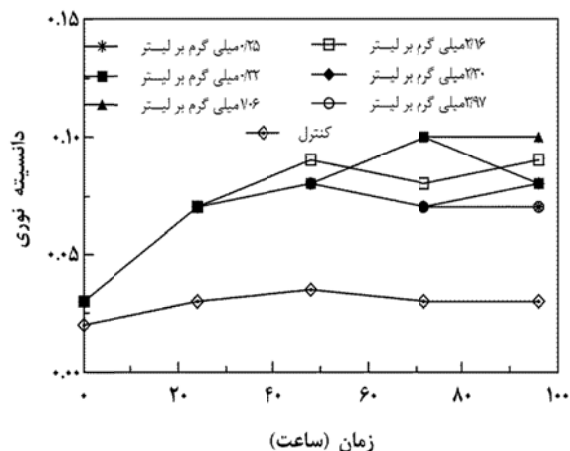 ۰.۱۵
۰/۲۵میلی گرم بر لیتر
۲/۱۶میلی گرم بر لیتر
۰/۳۲میلی گرم بر لیتر
۲/۳۰میلی گرم بر لیتر
۱/۰۶میلی گرم بر لیتر
۳/۹۷میلی گرم بر لیتر
۰.۱۰
کنترل
دانسیته نوری
۰.۰۵
۰.۰۰
۰ ۲۰ ۴۰ ۶۰ ۸۰ ۱۰۰
زمان (ساعت)